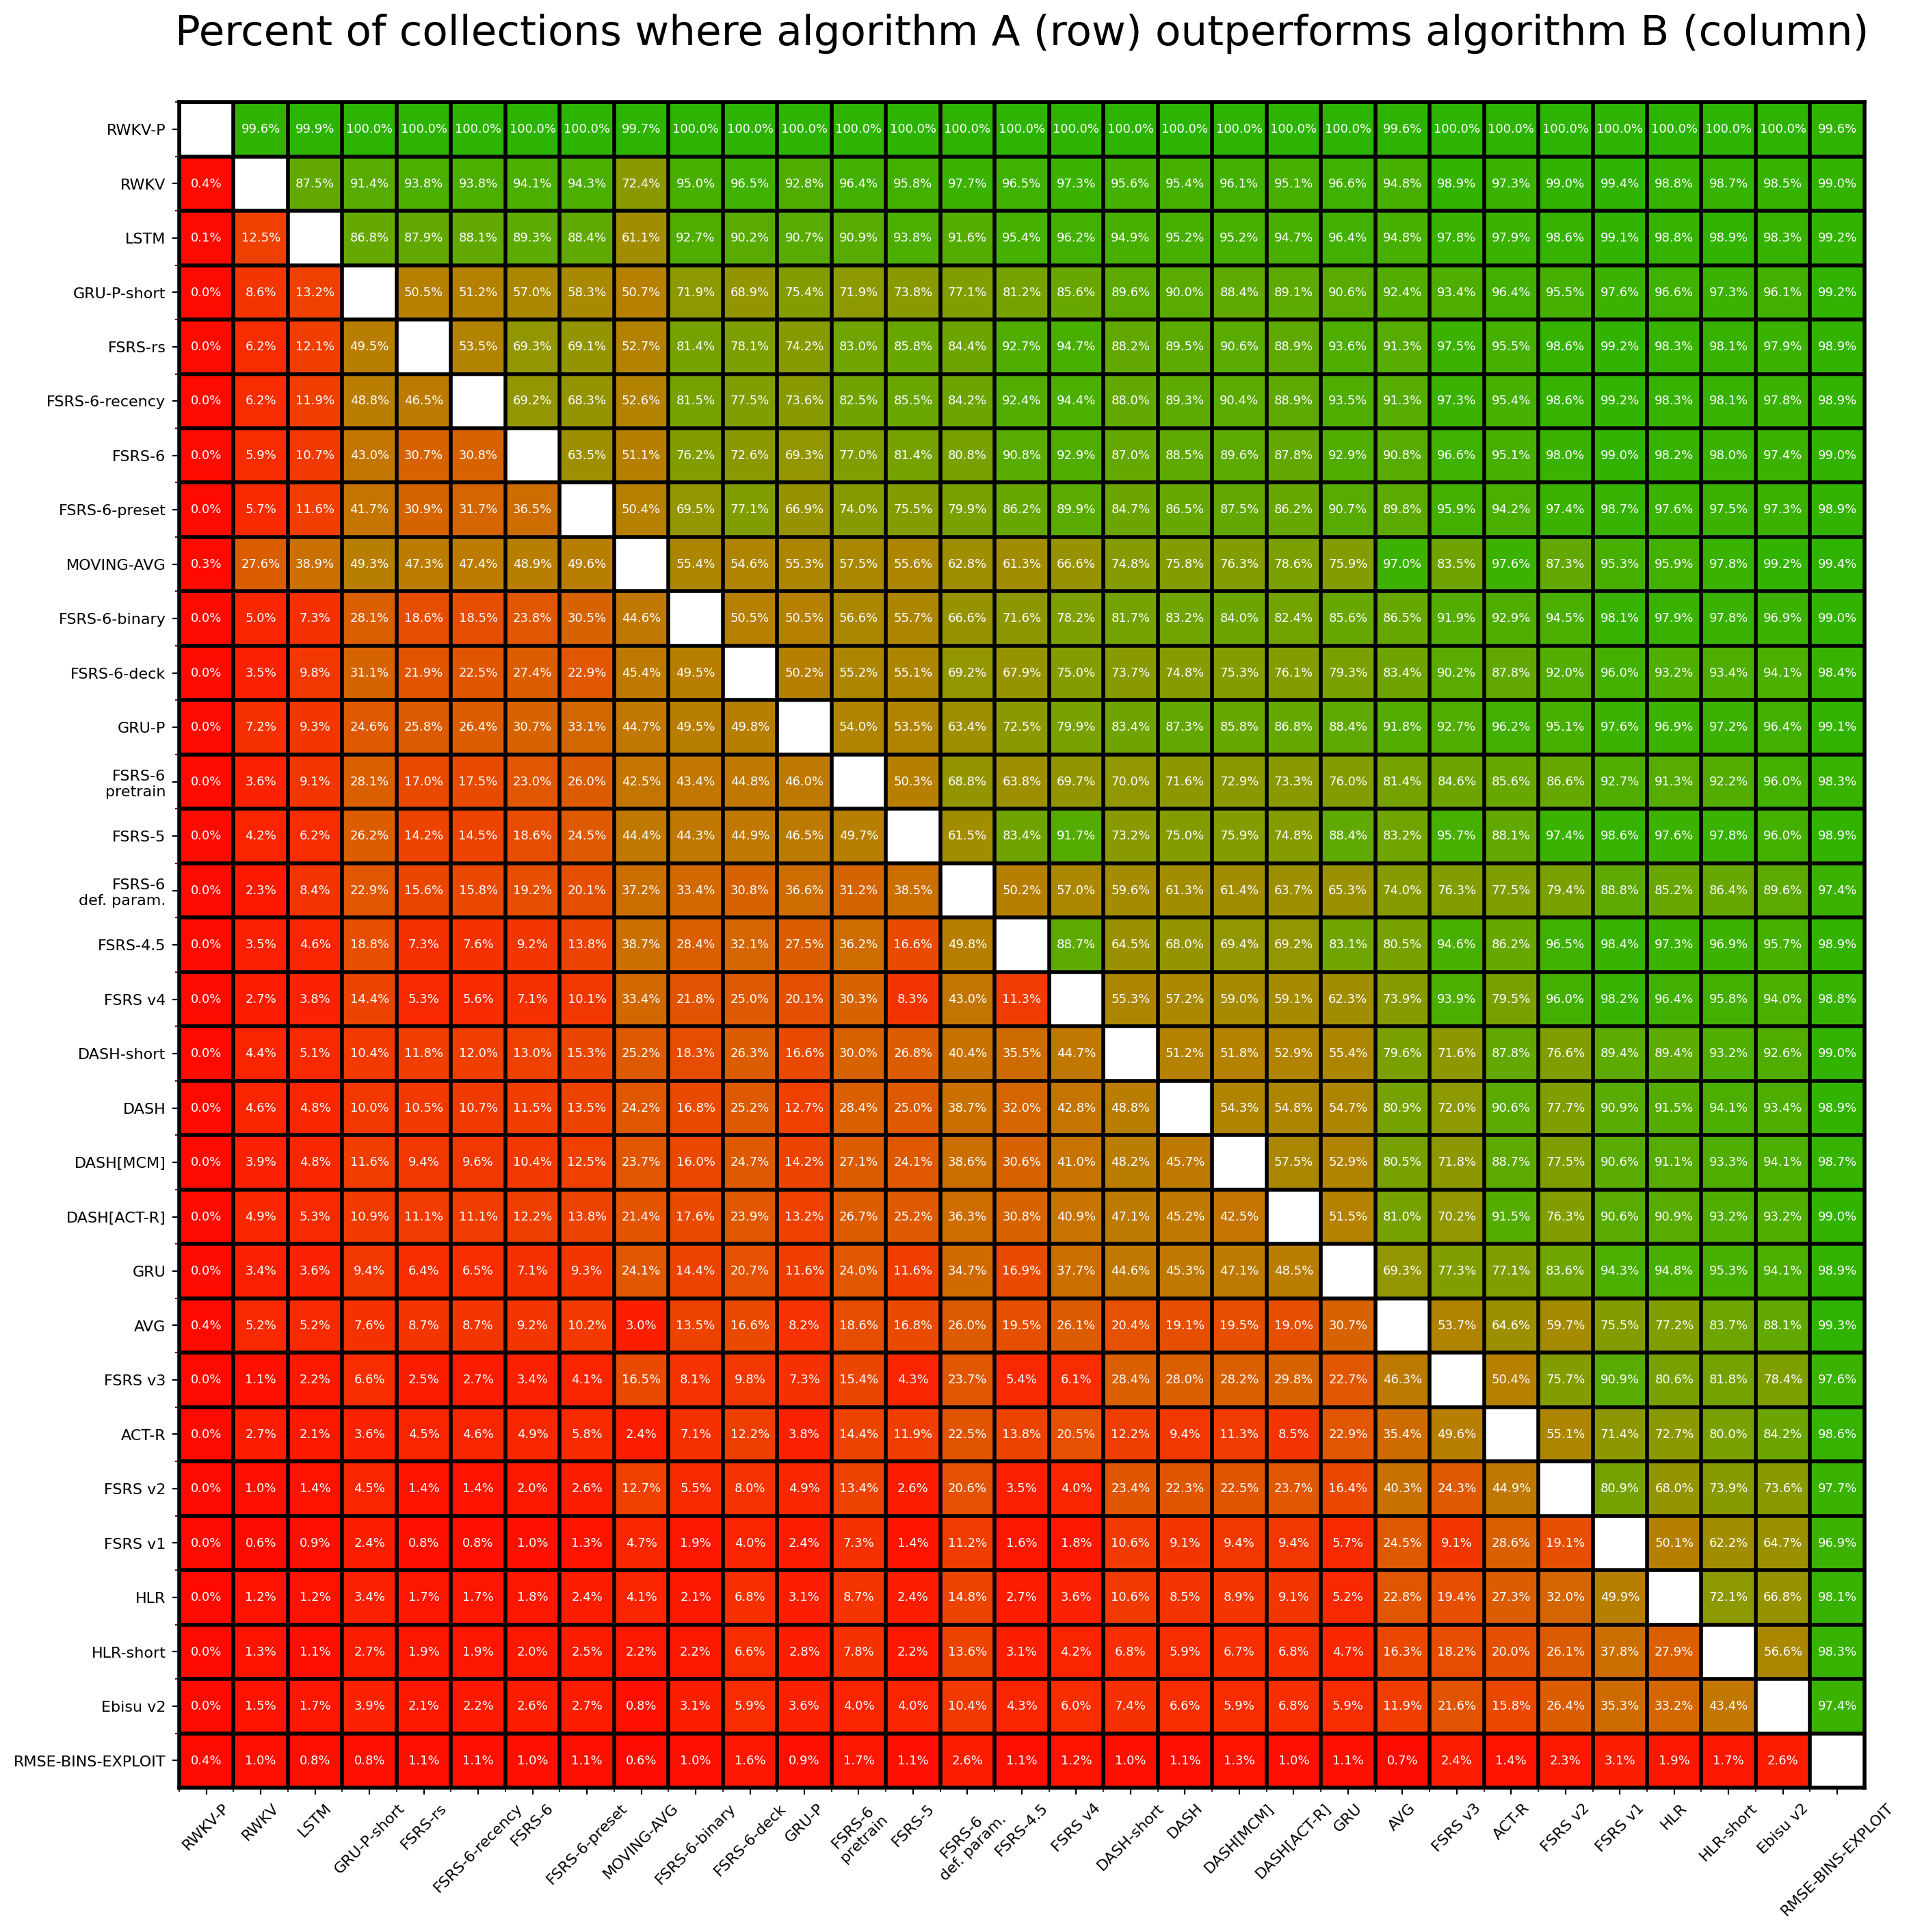 Percent of collections where algorithm A (row) outperforms algorithm B (column)
RWKV-P 99.6% 99.9% 100.0% 100.0% 100.0% 100.0% 100.0% 99.7% 100.0% 100.0% 100.0% 100.0% 100.0% 100.0% 100.0% 100.0% 100.0% 100.0% 100.0% 100.0% 100.0% 99.6% 100.0% 100.0% 100.0% 100.0% 100.0% 100.0% 100.0% 99.6%
RWKV 0.4% 87.5% 91.4% 93.8% 93.8% 94.1% 94.3% 72.4% 95.0% 96.5% 92.8% 96.4% 95.8% 97.7% 96.5% 97.3% 95.6% 95.4% 96.1% 95.1% 96.6% 94.8% 98.9% 97.3% 99.0% 99.4% 98.8% 98.7% 98.5% 99.0%
LSTM 0.1% 12.5% 86.8% 87.9% 88.1% 89.3% 88.4% 61.1% 92.7% 90.2% 90.7% 90.9% 93.8% 91.6% 95.4% 96.2% 94.9% 95.2% 95.2% 94.7% 96.4% 94.8% 97.8% 97.9% 98.6% 99.1% 98.8% 98.9% 98.3% 99.2%
GRU-P-short 0.0% 8.6% 13.2% 50.5% 51.2% 57.0% 58.3% 50.7% 71.9% 68.9% 75.4% 71.9% 73.8% 77.1% 81.2% 85.6% 89.6% 90.0% 88.4% 89.1% 90.6% 92.4% 93.4% 96.4% 95.5% 97.6% 96.6% 97.3% 96.1% 99.2%
FSRS-rs 0.0% 6.2% 12.1% 49.5% 53.5% 69.3% 69.1% 52.7% 81.4% 78.1% 74.2% 83.0% 85.8% 84.4% 92.7% 94.7% 88.2% 89.5% 90.6% 88.9% 93.6% 91.3% 97.5% 95.5% 98.6% 99.2% 98.3% 98.1% 97.9% 98.9%
FSRS-6-recency 0.0% 6.2% 11.9% 48.8% 46.5% 69.2% 68.3% 52.6% 81.5% 77.5% 73.6% 82.5% 85.5% 84.2% 92.4% 94.4% 88.0% 89.3% 90.4% 88.9% 93.5% 91.3% 97.3% 95.4% 98.6% 99.2% 98.3% 98.1% 97.8% 98.9%
FSRS-6 0.0% 5.9% 10.7% 43.0% 30.7% 30.8% 63.5% 51.1% 76.2% 72.6% 69.3% 77.0% 81.4% 80.8% 90.8% 92.9% 87.0% 88.5% 89.6% 87.8% 92.9% 90.8% 96.6% 95.1% 98.0% 99.0% 98.2% 98.0% 97.4% 99.0%
FSRS-6-preset 0.0% 5.7% 11.6% 41.7% 30.9% 31.7% 36.5% 50.4% 69.5% 77.1% 66.9% 74.0% 75.5% 79.9% 86.2% 89.9% 84.7% 86.5% 87.5% 86.2% 90.7% 89.8% 95.9% 94.2% 97.4% 98.7% 97.6% 97.5% 97.3% 98.9%
MOVING-AVG 0.3% 27.6% 38.9% 49.3% 47.3% 47.4% 48.9% 49.6% 55.4% 54.6% 55.3% 57.5% 55.6% 62.8% 61.3% 66.6% 74.8% 75.8% 76.3% 78.6% 75.9% 97.0% 83.5% 97.6% 87.3% 95.3% 95.9% 97.8% 99.2% 99.4%
FSRS-6-binary 0.0% 5.0% 7.3% 28.1% 18.6% 18.5% 23.8% 30.5% 44.6% 50.5% 50.5% 56.6% 55.7% 66.6% 71.6% 78.2% 81.7% 83.2% 84.0% 82.4% 85.6% 86.5% 91.9% 92.9% 94.5% 98.1% 97.9% 97.8% 96.9% 99.0%
FSRS-6-deck 0.0% 3.5% 9.8% 31.1% 21.9% 22.5% 27.4% 22.9% 45.4% 49.5% 50.2% 55.2% 55.1% 69.2% 67.9% 75.0% 73.7% 74.8% 75.3% 76.1% 79.3% 83.4% 90.2% 87.8% 92.0% 96.0% 93.2% 93.4% 94.1% 98.4%
GRU-P 0.0% 7.2% 9.3% 24.6% 25.8% 26.4% 30.7% 33.1% 44.7% 49.5% 49.8% 54.0% 53.5% 63.4% 72.5% 79.9% 83.4% 87.3% 85.8% 86.8% 88.4% 91.8% 92.7% 96.2% 95.1% 97.6% 96.9% 97.2% 96.4% 99.1%
FSRS-6
pretrain 0.0% 3.6% 9.1% 28.1% 17.0% 17.5% 23.0% 26.0% 42.5% 43.4% 44.8% 46.0% 50.3% 68.8% 63.8% 69.7% 70.0% 71.6% 72.9% 73.3% 76.0% 81.4% 84.6% 85.6% 86.6% 92.7% 91.3% 92.2% 96.0% 98.3%
FSRS-5 0.0% 4.2% 6.2% 26.2% 14.2% 14.5% 18.6% 24.5% 44.4% 44.3% 44.9% 46.5% 49.7% 61.5% 83.4% 91.7% 73.2% 75.0% 75.9% 74.8% 88.4% 83.2% 95.7% 88.1% 97.4% 98.6% 97.6% 97.8% 96.0% 98.9%
FSRS-6
def. param. 0.0% 2.3% 8.4% 22.9% 15.6% 15.8% 19.2% 20.1% 37.2% 33.4% 30.8% 36.6% 31.2% 38.5% 50.2% 57.0% 59.6% 61.3% 61.4% 63.7% 65.3% 74.0% 76.3% 77.5% 79.4% 88.8% 85.2% 86.4% 89.6% 97.4%
FSRS-4.5 0.0% 3.5% 4.6% 18.8% 7.3% 7.6% 9.2% 13.8% 38.7% 28.4% 32.1% 27.5% 36.2% 16.6% 49.8% 88.7% 64.5% 68.0% 69.4% 69.2% 83.1% 80.5% 94.6% 86.2% 96.5% 98.4% 97.3% 96.9% 95.7% 98.9%
FSRS v4 0.0% 2.7% 3.8% 14.4% 5.3% 5.6% 7.1% 10.1% 33.4% 21.8% 25.0% 20.1% 30.3% 8.3% 43.0% 11.3% 55.3% 57.2% 59.0% 59.1% 62.3% 73.9% 93.9% 79.5% 96.0% 98.2% 96.4% 95.8% 94.0% 98.8%
DASH-short 0.0% 4.4% 5.1% 10.4% 11.8% 12.0% 13.0% 15.3% 25.2% 18.3% 26.3% 16.6% 30.0% 26.8% 40.4% 35.5% 44.7% 51.2% 51.8% 52.9% 55.4% 79.6% 71.6% 87.8% 76.6% 89.4% 89.4% 93.2% 92.6% 99.0%
DASH 0.0% 4.6% 4.8% 10.0% 10.5% 10.7% 11.5% 13.5% 24.2% 16.8% 25.2% 12.7% 28.4% 25.0% 38.7% 32.0% 42.8% 48.8% 54.3% 54.8% 54.7% 80.9% 72.0% 90.6% 77.7% 90.9% 91.5% 94.1% 93.4% 98.9%
DASH[MCM] 0.0% 3.9% 4.8% 11.6% 9.4% 9.6% 10.4% 12.5% 23.7% 16.0% 24.7% 14.2% 27.1% 24.1% 38.6% 30.6% 41.0% 48.2% 45.7% 57.5% 52.9% 80.5% 71.8% 88.7% 77.5% 90.6% 91.1% 93.3% 94.1% 98.7%
DASH[ACT-R] 0.0% 4.9% 5.3% 10.9% 11.1% 11.1% 12.2% 13.8% 21.4% 17.6% 23.9% 13.2% 26.7% 25.2% 36.3% 30.8% 40.9% 47.1% 45.2% 42.5% 51.5% 81.0% 70.2% 91.5% 76.3% 90.6% 90.9% 93.2% 93.2% 99.0%
GRU 0.0% 3.4% 3.6% 9.4% 6.4% 6.5% 7.1% 9.3% 24.1% 14.4% 20.7% 11.6% 24.0% 11.6% 34.7% 16.9% 37.7% 44.6% 45.3% 47.1% 48.5% 69.3% 77.3% 77.1% 83.6% 94.3% 94.8% 95.3% 94.1% 98.9%
AVG 0.4% 5.2% 5.2% 7.6% 8.7% 8.7% 9.2% 10.2% 3.0% 13.5% 16.6% 8.2% 18.6% 16.8% 26.0% 19.5% 26.1% 20.4% 19.1% 19.5% 19.0% 30.7% 53.7% 64.6% 59.7% 75.5% 77.2% 83.7% 88.1% 99.3%
FSRS v3 0.0% 1.1% 2.2% 6.6% 2.5% 2.7% 3.4% 4.1% 16.5% 8.1% 9.8% 7.3% 15.4% 4.3% 23.7% 5.4% 6.1% 28.4% 28.0% 28.2% 29.8% 22.7% 46.3% 50.4% 75.7% 90.9% 80.6% 81.8% 78.4% 97.6%
ACT-R 0.0% 2.7% 2.1% 3.6% 4.5% 4.6% 4.9% 5.8% 2.4% 7.1% 12.2% 3.8% 14.4% 11.9% 22.5% 13.8% 20.5% 12.2% 9.4% 11.3% 8.5% 22.9% 35.4% 49.6% 55.1% 71.4% 72.7% 80.0% 84.2% 98.6%
FSRS v2 0.0% 1.0% 1.4% 4.5% 1.4% 1.4% 2.0% 2.6% 12.7% 5.5% 8.0% 4.9% 13.4% 2.6% 20.6% 3.5% 4.0% 23.4% 22.3% 22.5% 23.7% 16.4% 40.3% 24.3% 44.9% 80.9% 68.0% 73.9% 73.6% 97.7%
FSRS v1 0.0% 0.6% 0.9% 2.4% 0.8% 0.8% 1.0% 1.3% 4.7% 1.9% 4.0% 2.4% 7.3% 1.4% 11.2% 1.6% 1.8% 10.6% 9.1% 9.4% 9.4% 5.7% 24.5% 9.1% 28.6% 19.1% 50.1% 62.2% 64.7% 96.9%
HLR 0.0% 1.2% 1.2% 3.4% 1.7% 1.7% 1.8% 2.4% 4.1% 2.1% 6.8% 3.1% 8.7% 2.4% 14.8% 2.7% 3.6% 10.6% 8.5% 8.9% 9.1% 5.2% 22.8% 19.4% 27.3% 32.0% 49.9% 72.1% 66.8% 98.1%
HLR-short 0.0% 1.3% 1.1% 2.7% 1.9% 1.9% 2.0% 2.5% 2.2% 2.2% 6.6% 2.8% 7.8% 2.2% 13.6% 3.1% 4.2% 6.8% 5.9% 6.7% 6.8% 4.7% 16.3% 18.2% 20.0% 26.1% 37.8% 27.9% 56.6% 98.3%
Ebisu v2 0.0% 1.5% 1.7% 3.9% 2.1% 2.2% 2.6% 2.7% 0.8% 3.1% 5.9% 3.6% 4.0% 4.0% 10.4% 4.3% 6.0% 7.4% 6.6% 5.9% 6.8% 5.9% 11.9% 21.6% 15.8% 26.4% 35.3% 33.2% 43.4% 97.4%
RMSE-BINS-EXPLOIT 0.4% 1.0% 0.8% 0.8% 1.1% 1.1% 1.0% 1.1% 0.6% 1.0% 1.6% 0.9% 1.7% 1.1% 2.6% 1.1% 1.2% 1.0% 1.1% 1.3% 1.0% 1.1% 0.7% 2.4% 1.4% 2.3% 3.1% 1.9% 1.7% 2.6%
RWKV-P
RWKV
LSTM
GRU-P-short
FSRS-rs
FSRS-6-recency
FSRS-6
FSRS-6-preset
MOVING-AVG
FSRS-6-binary
FSRS-6-deck
GRU-P
FSRS-6
pretrain
FSRS-5
FSRS-6
def. param.
FSRS-4.5
FSRS v4
DASH-short
DASH
DASH[MCM]
DASH[ACT-R]
GRU
AVG
FSRS v3
ACT-R
FSRS v2
FSRS v1
HLR
HLR-short
Ebisu v2
RMSE-BINS-EXPLOIT